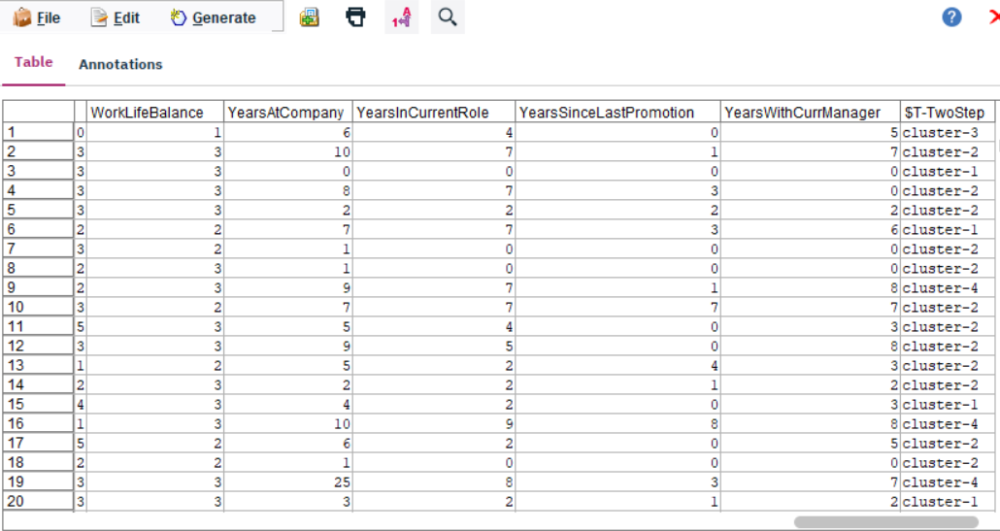 File Edit Generate
Table Annotations
WorkLifeBalance YearsAtCompany YearsInCurrentRole YearsSinceLastPromotion YearsWithCurrManager $T-TwoStep
1 0 1 6 4 0 5 cluster-3
2 3 3 10 7 1 7 cluster-2
3 3 3 0 0 0 0 cluster-1
4 3 3 8 7 3 0 cluster-2
5 3 3 2 2 2 2 cluster-2
6 2 2 7 7 3 6 cluster-1
7 3 2 1 0 0 0 cluster-2
8 2 3 1 0 0 0 cluster-2
9 2 3 9 7 1 8 cluster-4
10 3 2 7 7 7 7 cluster-2
11 5 3 5 4 0 3 cluster-2
12 3 3 9 5 0 8 cluster-2
13 1 2 5 2 4 3 cluster-2
14 2 3 2 2 1 2 cluster-2
15 4 3 4 2 0 3 cluster-1
16 1 3 10 9 8 8 cluster-4
17 5 2 6 2 0 5 cluster-2
18 2 2 1 0 0 0 cluster-2
19 3 3 25 8 3 7 cluster-4
20 3 3 3 2 1 2 cluster-1